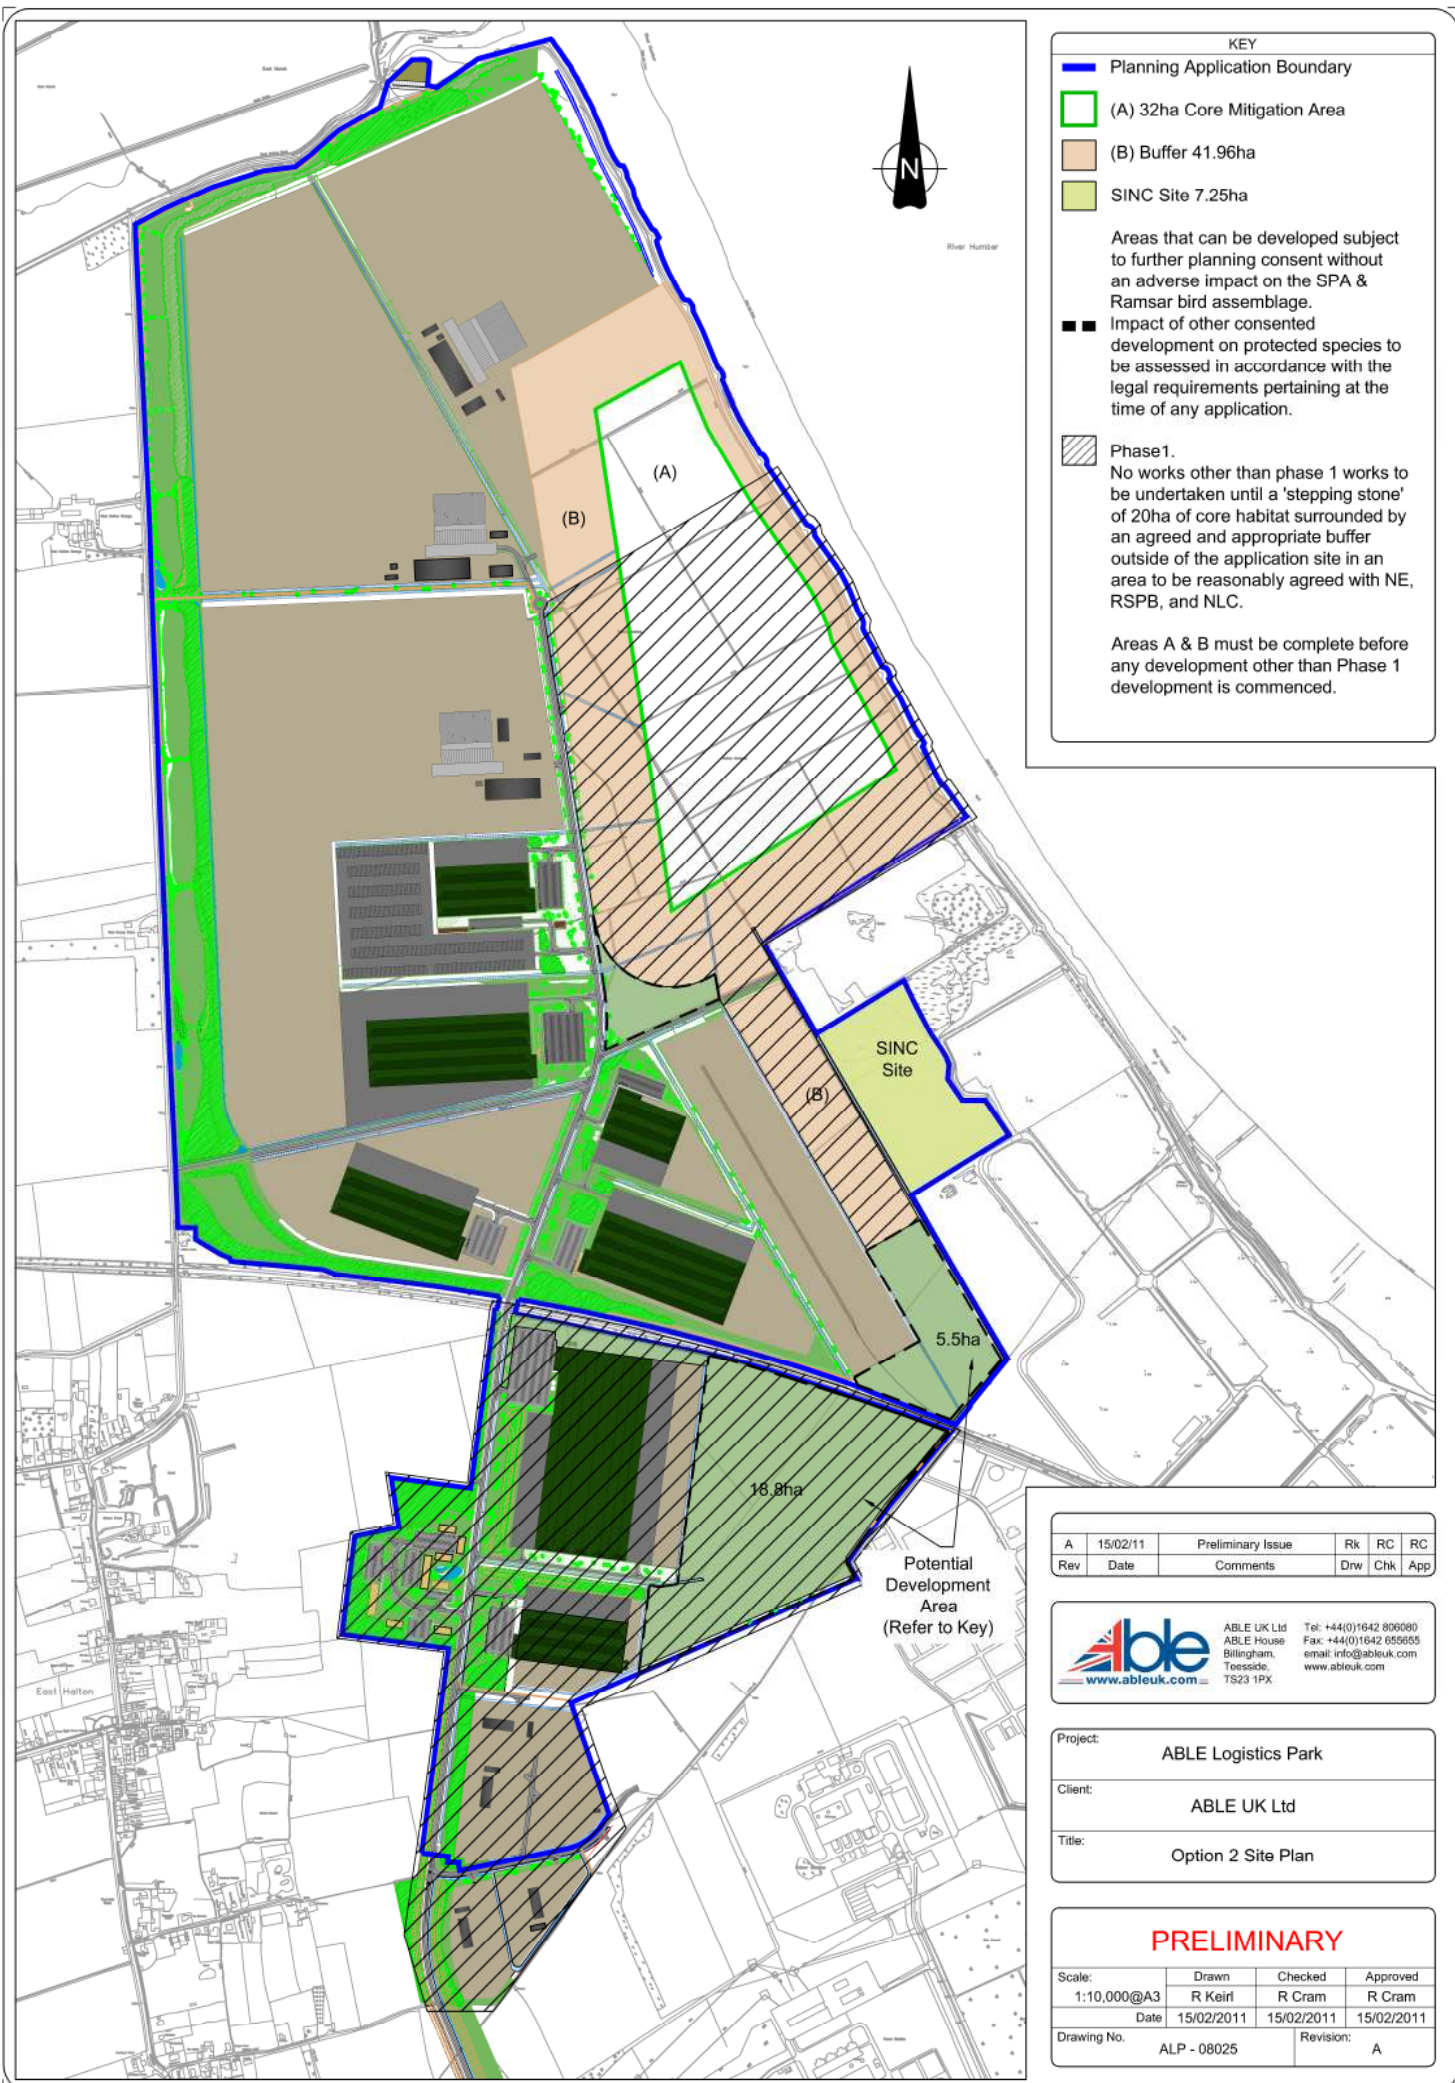 KEY
Planning Application Boundary
(A) 32ha Core Mitigation Area
(B) Buffer 41.96ha
SINC Site 7.25ha
Areas that can be developed subject
to further planning consent without
an adverse impact on the SPA &
Ramsar bird assemblage.
Impact of other consented
development on protected species to
be assessed in accordance with the
legal requirements pertaining at the
time of any application.
Phase1.
No works other than phase 1 works to
be undertaken until a 'stepping stone'
of 20ha of core habitat surrounded by
an agreed and appropriate buffer
outside of the application site in an
area to be reasonably agreed with NE,
RSPB, and NLC.
Areas A & B must be complete before
any development other than Phase 1
development is commenced.
N
River Humber
(A)
(B)
SINC
Site
(B)
5.5ha
18.8ha
Potential
Development
Area
(Refer to Key)
East Halton
A 15/02/11 Preliminary Issue Rk RC RC
Rev Date Comments Drw Chk App
able
www.ableuk.com
ABLE UK Ltd
ABLE House
Billingham,
Teesside,
TS23 1PX
Tel: +44(0)1642 806080
Fax: +44(0)1642 655655
email: info@ableuk.com
www.ableuk.com
Project:
ABLE Logistics Park
Client:
ABLE UK Ltd
Title:
Option 2 Site Plan
PRELIMINARY
Scale: Drawn Checked Approved
1:10,000@A3 R Keirl R Cram R Cram
Date 15/02/2011 15/02/2011 15/02/2011
Drawing No. Revision:
ALP - 08025 A